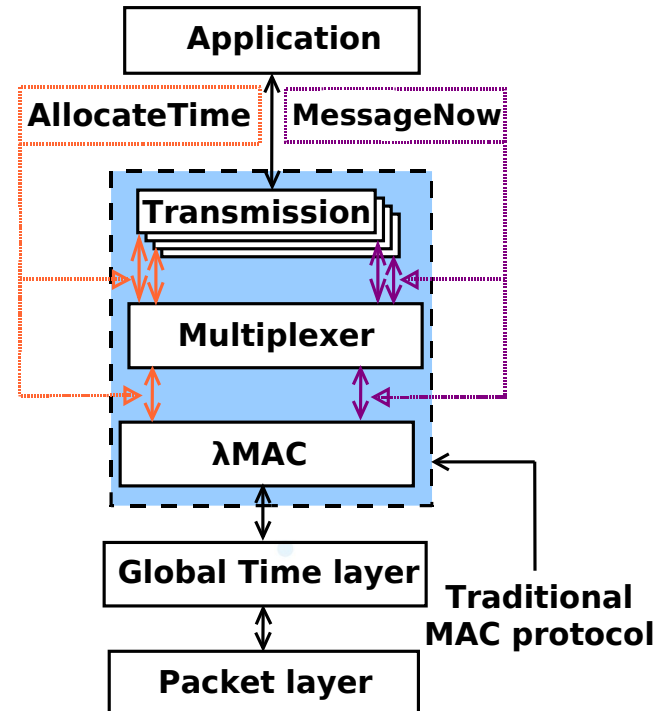 Application
AllocateTime
MessageNow
Transmission
Multiplexer
λMAC
Global Time layer
Traditional
MAC protocol
Packet layer